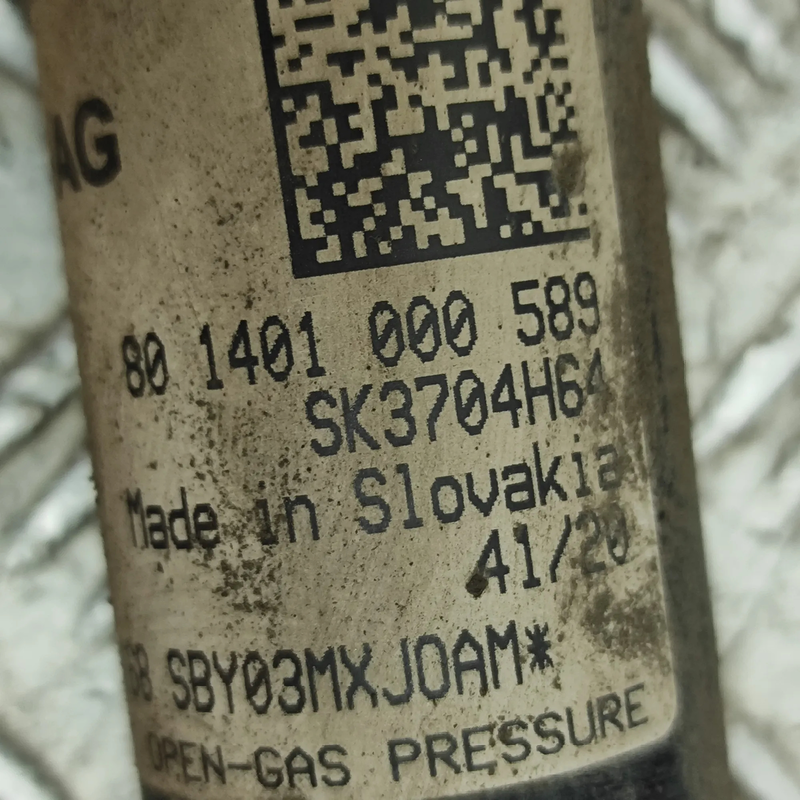 AG
80 1401 000 589
SK3704H64
Made in Slovakia
41/20
SBY03MXJOAM*
OPEN-GAS PRESSURE